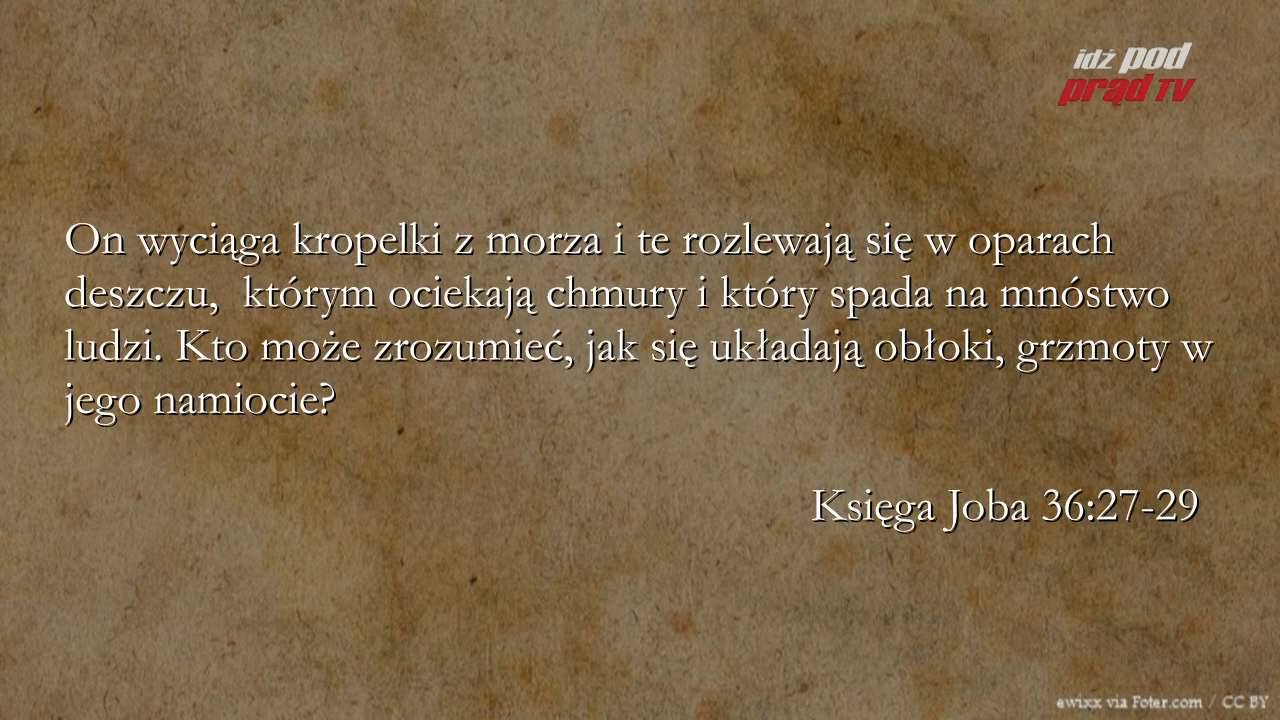 idź pod
prąd TV
On wyciąga kropelki z morza i te rozlewają się w oparach
deszczu,  którym ociekają chmury i który spada na mnóstwo
ludzi. Kto może zrozumieć, jak się układają obłoki, grzmoty w
jego namiocie?
Księga Joba 36:27-29
ewixx via Foter.com / CC BY